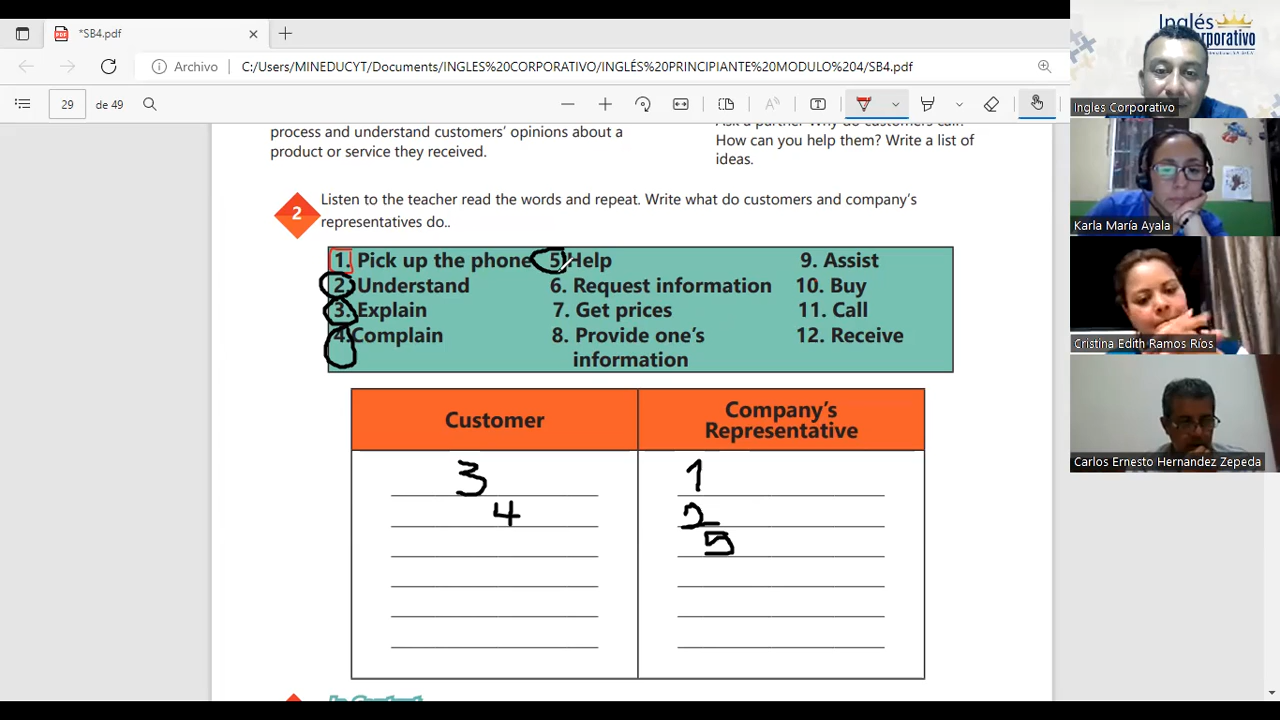 *SB4.pdf
Archivo
C:/Users/MINEDUCYT/Documents/INGLES%20CORPORATIVO/INGLÉS%20PRINCIPIANTE%20MODULO%204/SB4.pdf
29 de 49
process and understand customers' opinions about a
product or service they received.
How can you help them? Write a list of
ideas.
2
Listen to the teacher read the words and repeat. Write what do customers and company's
representatives do..
1. Pick up the phone 5. Help 9. Assist
2. Understand 6. Request information 10. Buy
3. Explain 7. Get prices 11. Call
4. Complain 8. Provide one's 12. Receive
information
Customer
Company's
Representative
3 1
4 2
5
Inglés
Corporativo
Ingles Corporativo
Karla María Ayala
Cristina Edith Ramos Ríos
Carlos Ernesto Hernandez Zepeda